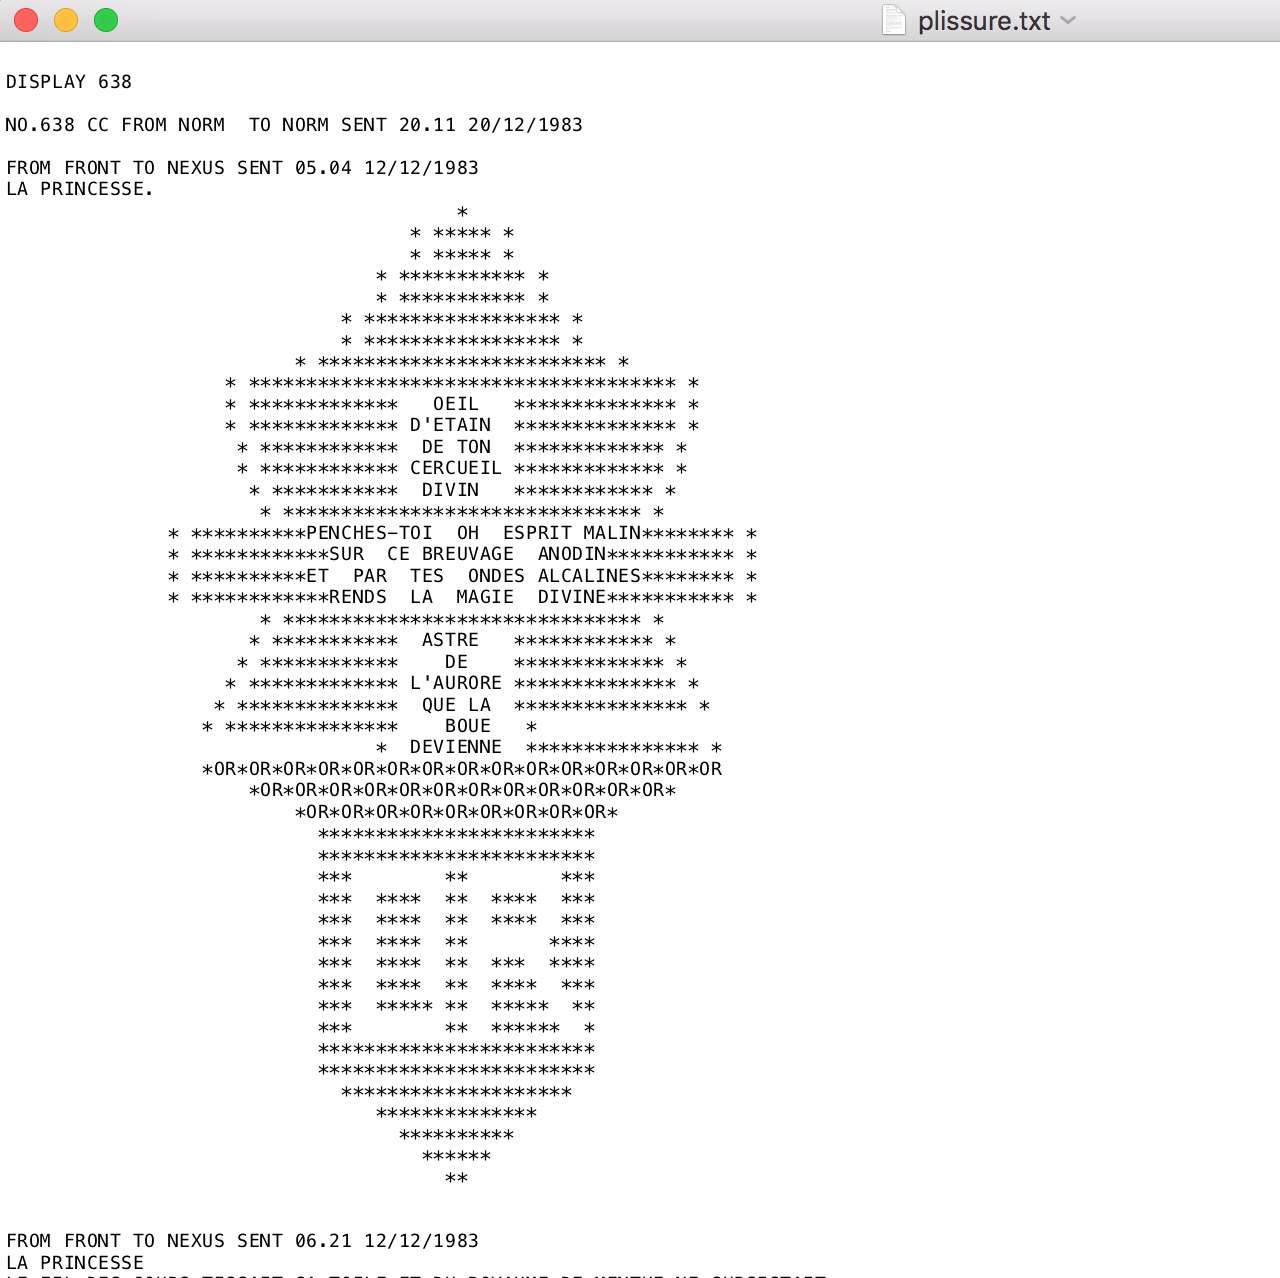 plissure.txt
DISPLAY 638
NO.638 CC FROM NORM  TO NORM SENT 20.11 20/12/1983
FROM FRONT TO NEXUS SENT 05.04 12/12/1983
LA PRINCESSE.
*
* ***** *
* ***** *
* *********** *
* *********** *
* ***************** *
* ***************** *
* ************************* *
* ************************************* *
* *************   OEIL   ************** *
* ************* D'ETAIN  ************** *
* ************  DE TON  ************* *
* ************ CERCUEIL ************* *
* ***********  DIVIN   ************ *
* ******************************* *
* **********PENCHES-TOI  OH  ESPRIT MALIN******** *
* ************SUR  CE BREUVAGE  ANODIN*********** *
* **********ET  PAR  TES  ONDES ALCALINES******** *
* ************RENDS  LA  MAGIE  DIVINE*********** *
* ******************************* *
* ***********  ASTRE   ************ *
* ************    DE    ************* *
* ************* L'AURORE ************** *
* **************  QUE LA  *************** *
* ***************    BOUE   *
*  DEVIENNE  *************** *
*OR*OR*OR*OR*OR*OR*OR*OR*OR*OR*OR*OR*OR*OR*OR
*OR*OR*OR*OR*OR*OR*OR*OR*OR*OR*OR*OR*
*OR*OR*OR*OR*OR*OR*OR*OR*OR*
************************
************************
***        **        ***
***  ****  **  ****  ***
***  ****  **  ****  ***
***  ****  **       ****
***  ****  **  ***  ****
***  ****  **  ****  ***
***  ***** **  *****  **
***        **  ******  *
************************
************************
********************
**************
**********
******
**
FROM FRONT TO NEXUS SENT 06.21 12/12/1983
LA PRINCESSE